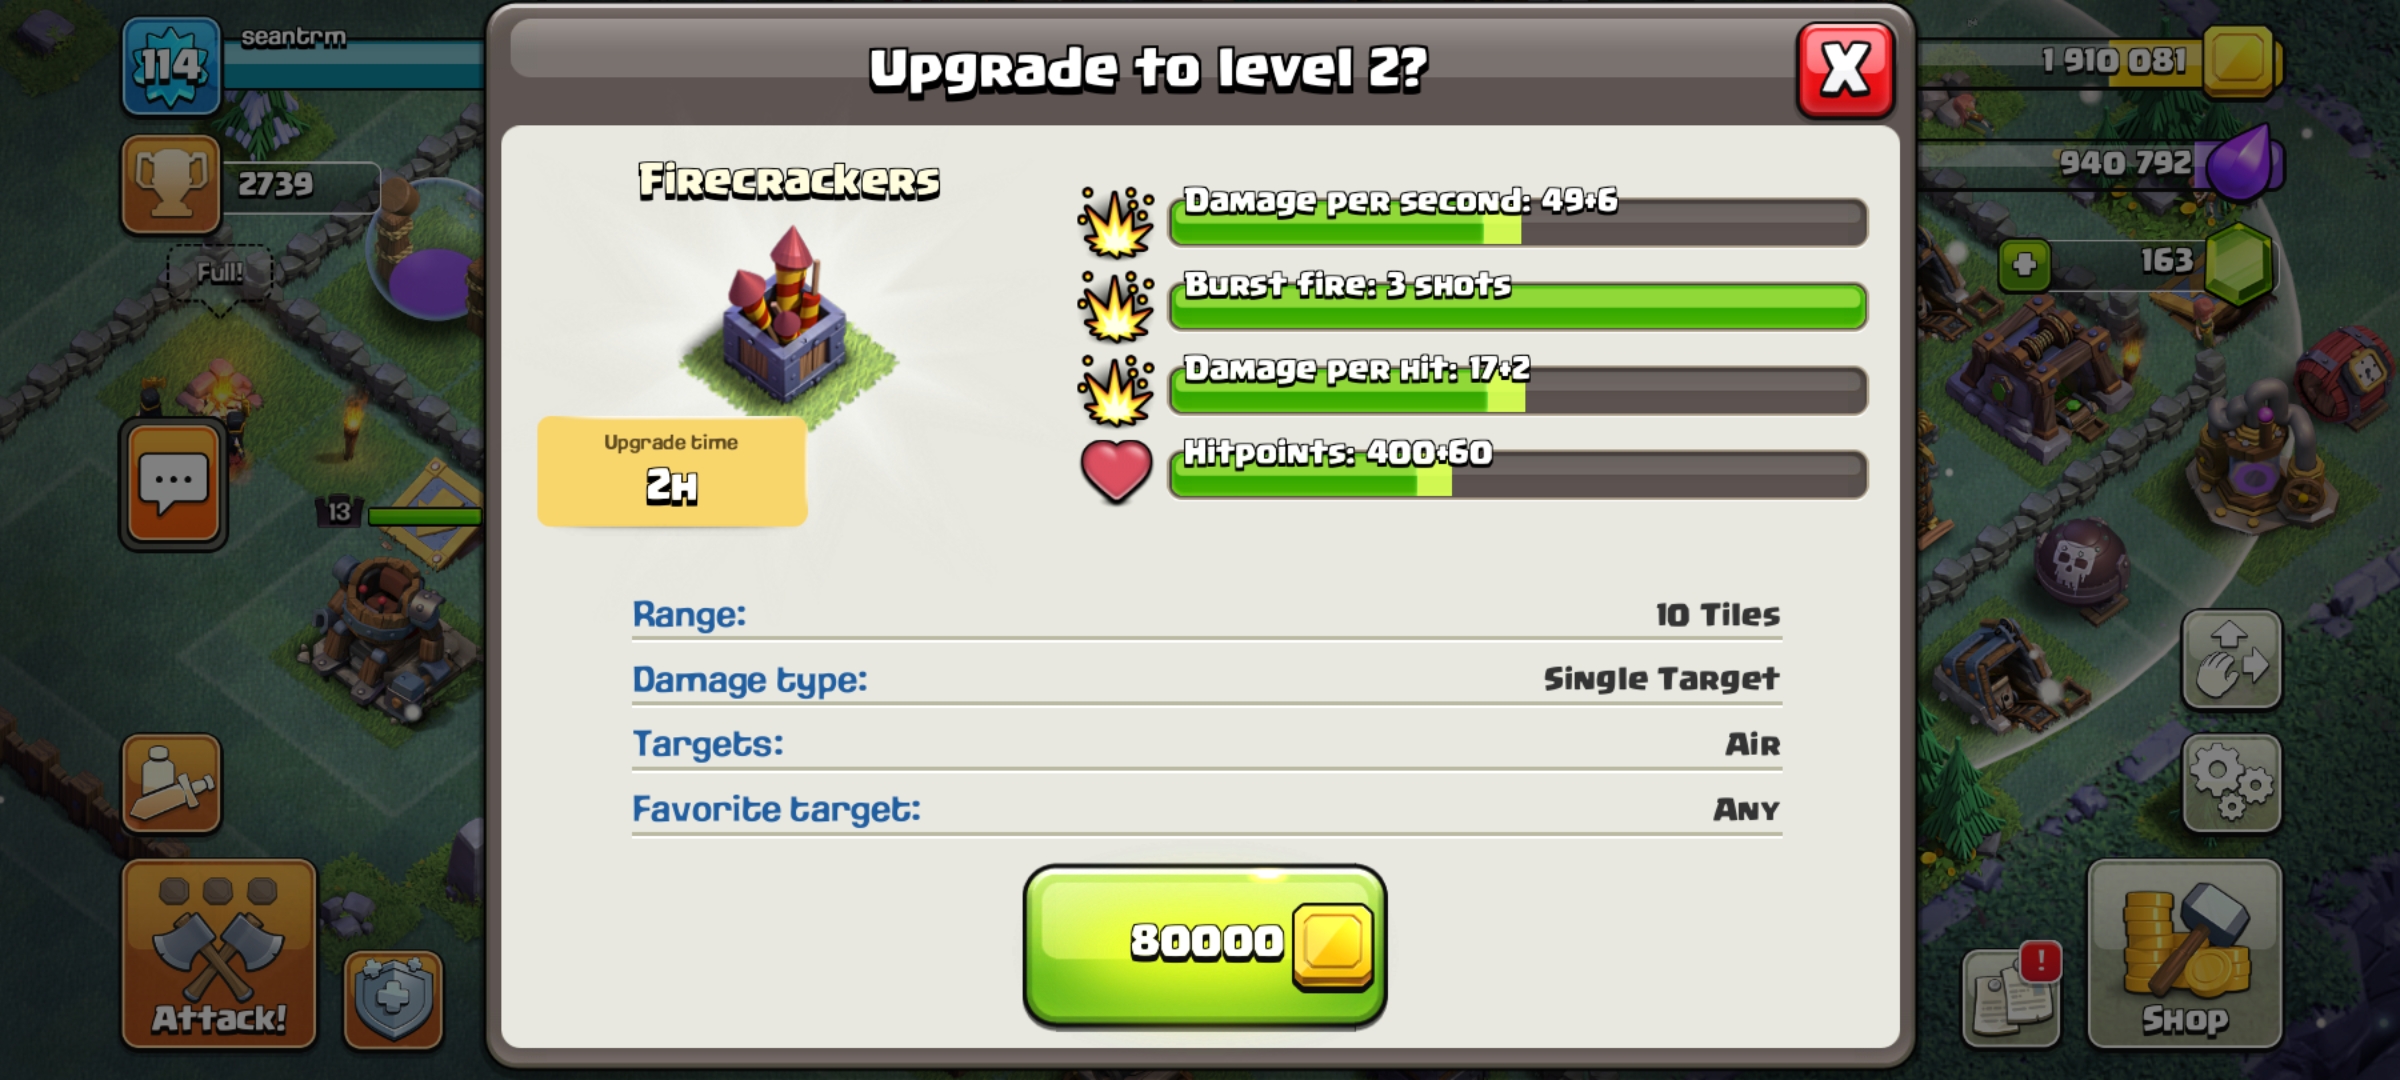 114
seantrm
2739
Full!
13
Attack!
Upgrade to level 2?
X
Firecrackers
Upgrade time
2H
Damage per second: 49+6
Burst fire: 3 shots
Damage per hit: 17+2
Hitpoints: 400+60
Range: 10 Tiles
Damage type: Single Target
Targets: Air
Favorite target: Any
80000
1 910 081
940 792
163
!
Shop